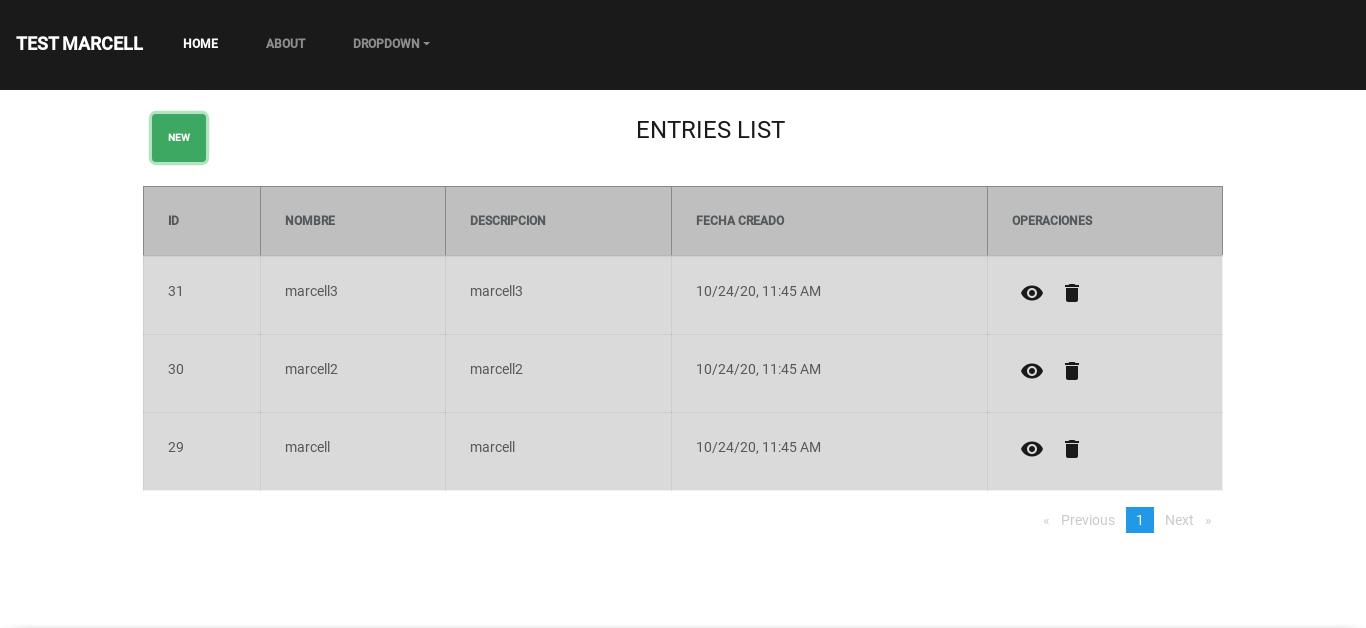 TEST MARCELL HOME ABOUT DROPDOWN
NEW ENTRIES LIST
ID NOMBRE DESCRIPCION FECHA CREADO OPERACIONES
31 marcell3 marcell3 10/24/20, 11:45 AM
30 marcell2 marcell2 10/24/20, 11:45 AM
29 marcell marcell 10/24/20, 11:45 AM
« Previous 1 Next »